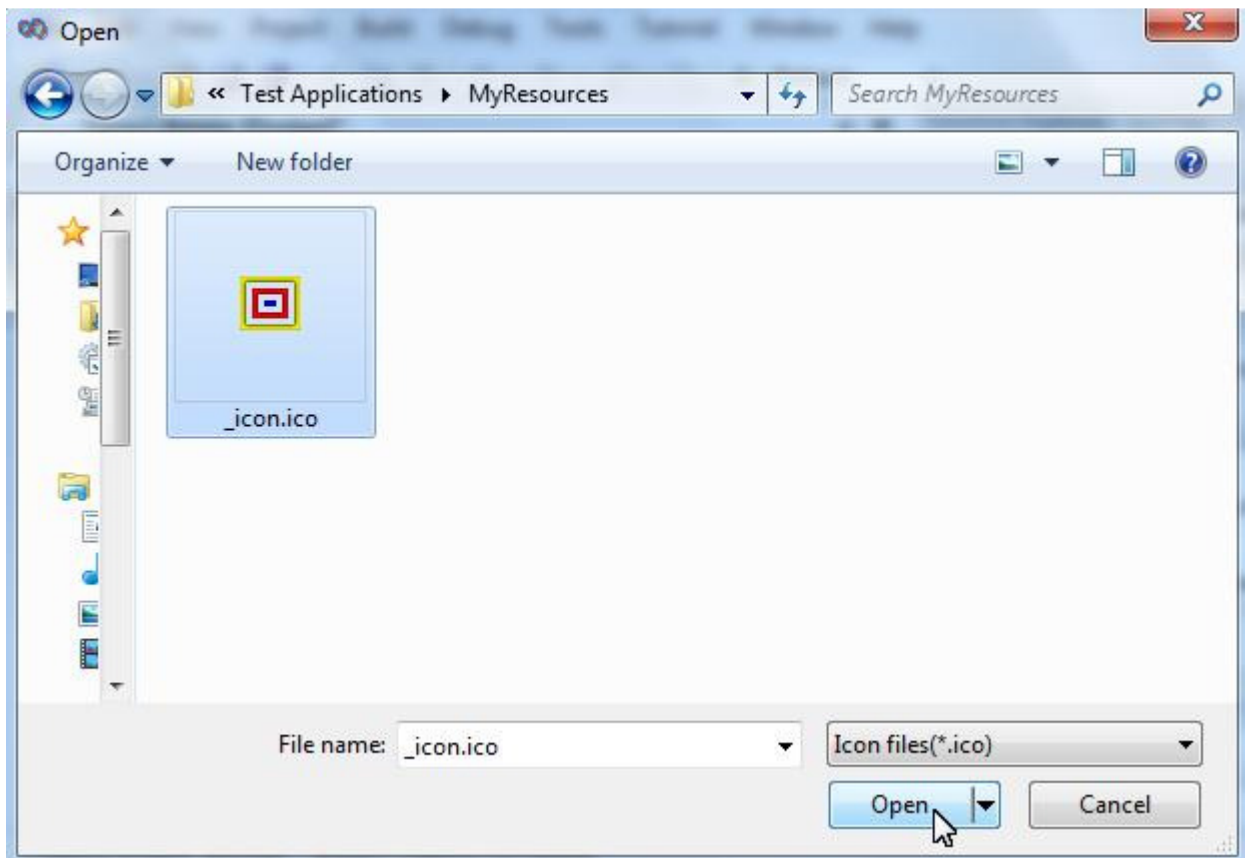 Open
« Test Applications ▸ MyResources
Search MyResources
Organize
New folder
_icon.ico
File name: _icon.ico
Icon files(*.ico)
Open
Cancel